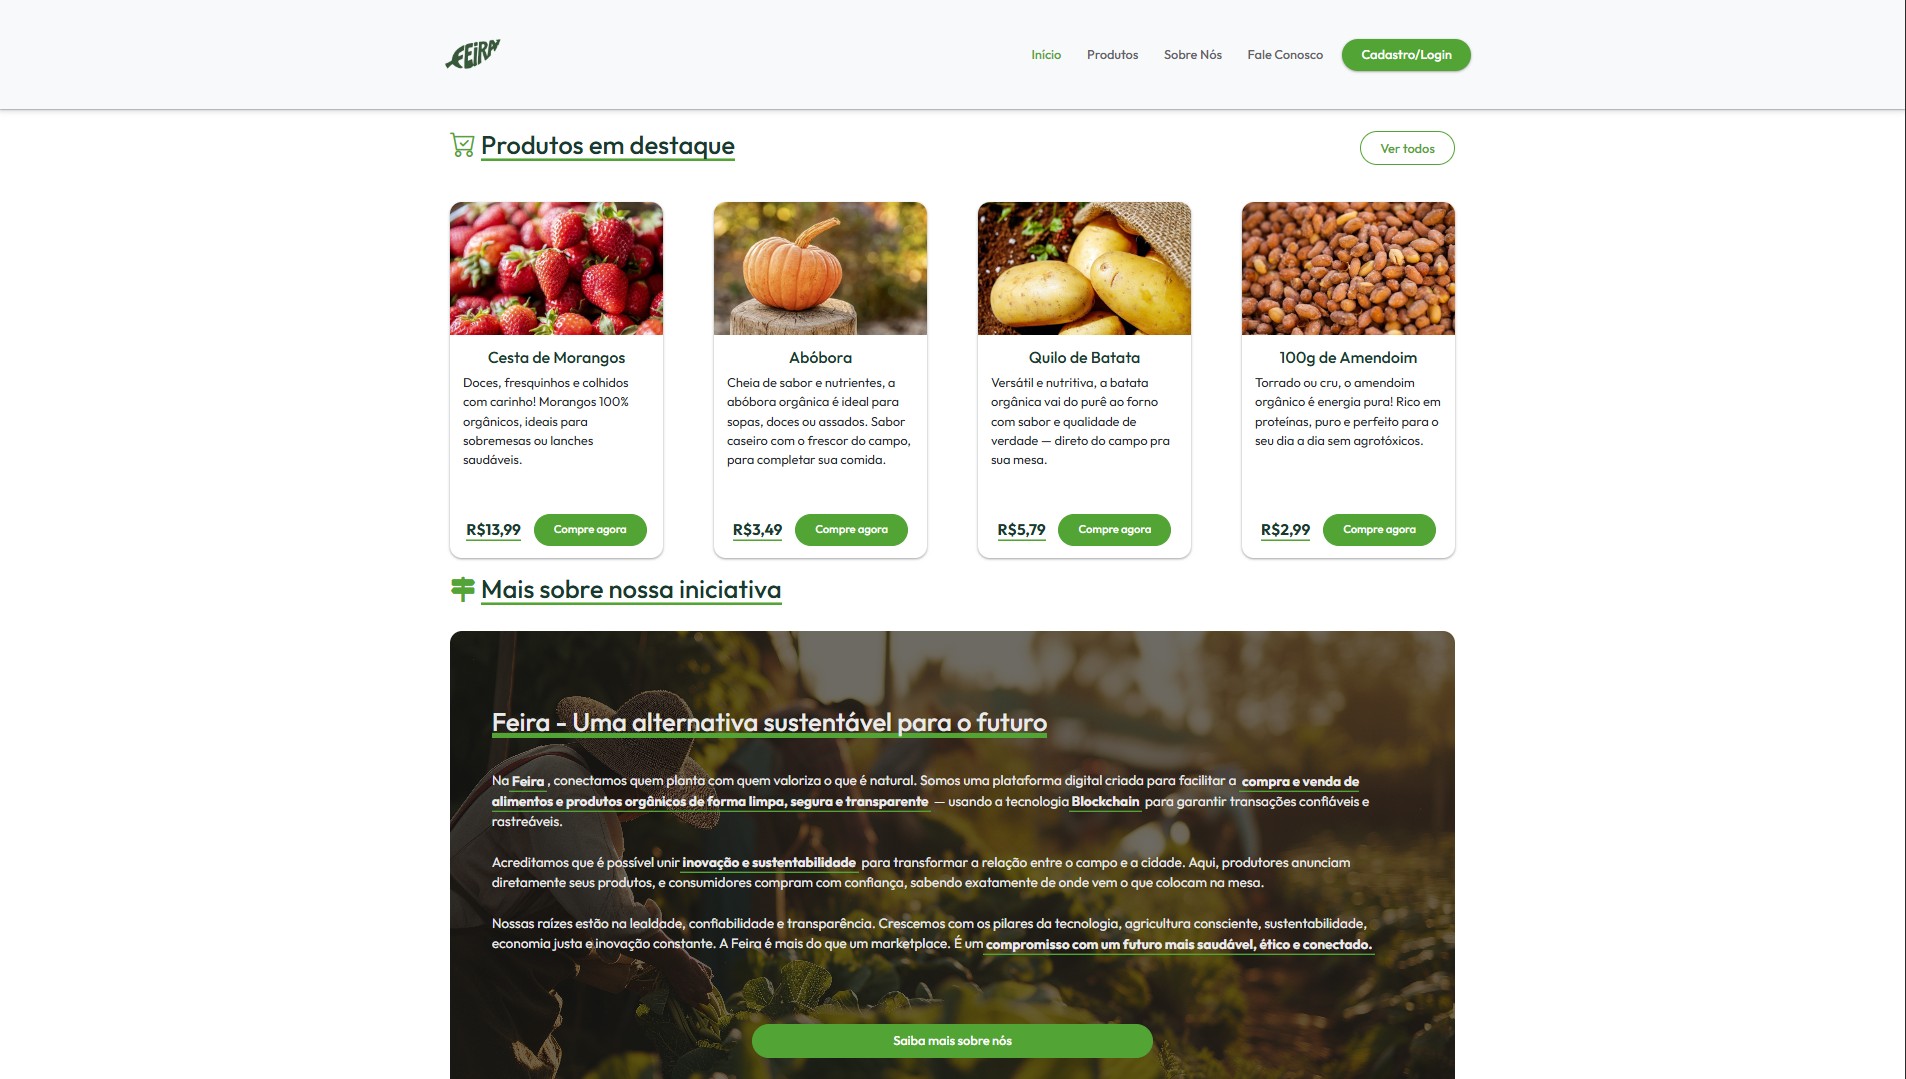 FEIRA
Início
Produtos
Sobre Nós
Fale Conosco
Cadastro/Login
Produtos em destaque
Ver todos
Cesta de Morangos
Doces, fresquinhos e colhidos
com carinho! Morangos 100%
orgânicos, ideais para
sobremesas ou lanches
saudáveis.
R$13,99
Compre agora
Abóbora
Cheia de sabor e nutrientes, a
abóbora orgânica é ideal para
sopas, doces ou assados. Sabor
caseiro com o frescor do campo,
para completar sua comida.
R$3,49
Compre agora
Quilo de Batata
Versátil e nutritiva, a batata
orgânica vai do purê ao forno
com sabor e qualidade de
verdade — direto do campo pra
sua mesa.
R$5,79
Compre agora
100g de Amendoim
Torrado ou cru, o amendoim
orgânico é energia pura! Rico em
proteínas, puro e perfeito para o
seu dia a dia sem agrotóxicos.
R$2,99
Compre agora
Mais sobre nossa iniciativa
Feira - Uma alternativa sustentável para o futuro
Na Feira , conectamos quem planta com quem valoriza o que é natural. Somos uma plataforma digital criada para facilitar a compra e venda de
alimentos e produtos orgânicos de forma limpa, segura e transparente — usando a tecnologia Blockchain para garantir transações confiáveis e
rastreáveis.
Acreditamos que é possível unir inovação e sustentabilidade para transformar a relação entre o campo e a cidade. Aqui, produtores anunciam
diretamente seus produtos, e consumidores compram com confiança, sabendo exatamente de onde vem o que colocam na mesa.
Nossas raízes estão na lealdade, confiabilidade e transparência. Crescemos com os pilares da tecnologia, agricultura consciente, sustentabilidade,
economia justa e inovação constante. A Feira é mais do que um marketplace. É um compromisso com um futuro mais saudável, ético e conectado.
Saiba mais sobre nós